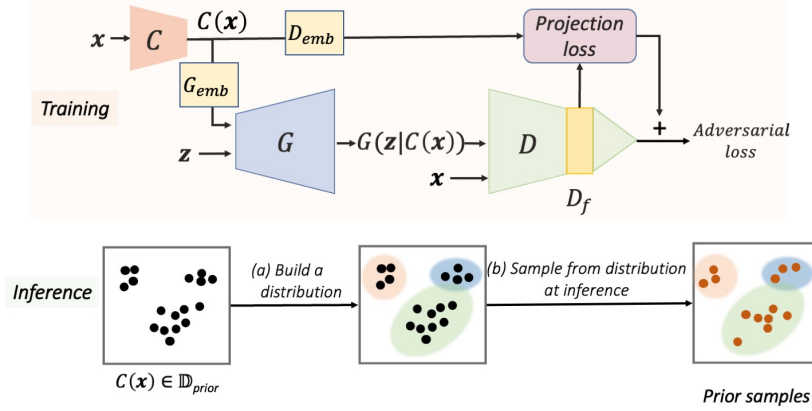 C(x)
x
C
D_emb
Projection
loss
G_emb
Training
G
G(z|C(x))
D
+
Adversarial
loss
z
x
D_f
Inference
(a) Build a
distribution
(b) Sample from distribution
at inference
C(x) ∈ 𝔻_prior
Prior samples